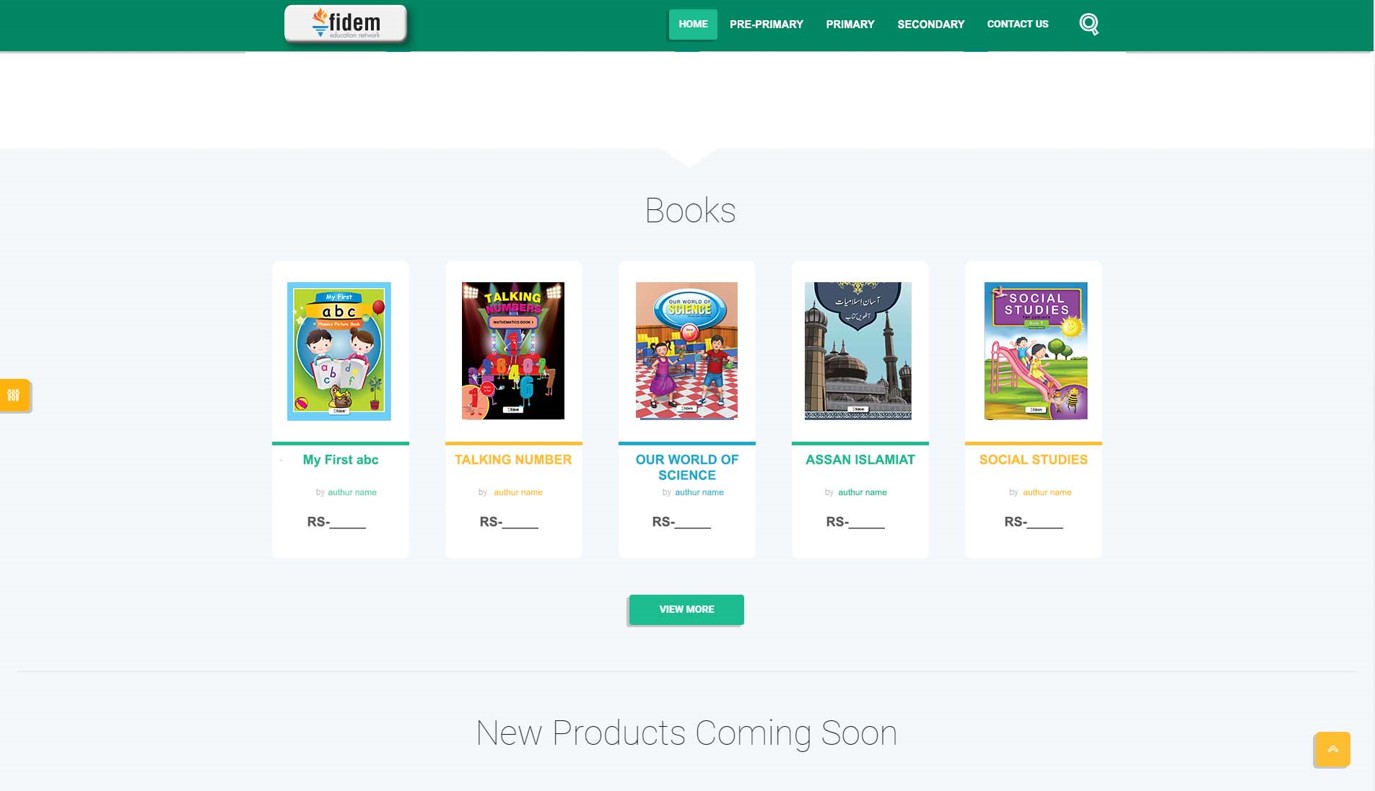 fidem
education network
HOME
PRE-PRIMARY
PRIMARY
SECONDARY
CONTACT US
Books
My First
abc
Phonics Picture Book
TALKING
NUMBERS
MATHEMATICS BOOK 1
OUR WORLD OF
SCIENCE
آسان اسلامیات
SOCIAL
STUDIES
My First abc
by authur name
RS-_____
TALKING NUMBER
by authur name
RS-_____
OUR WORLD OF
SCIENCE
by authur name
RS-_____
ASSAN ISLAMIAT
by authur name
RS-_____
SOCIAL STUDIES
by authur name
RS-_____
VIEW MORE
New Products Coming Soon